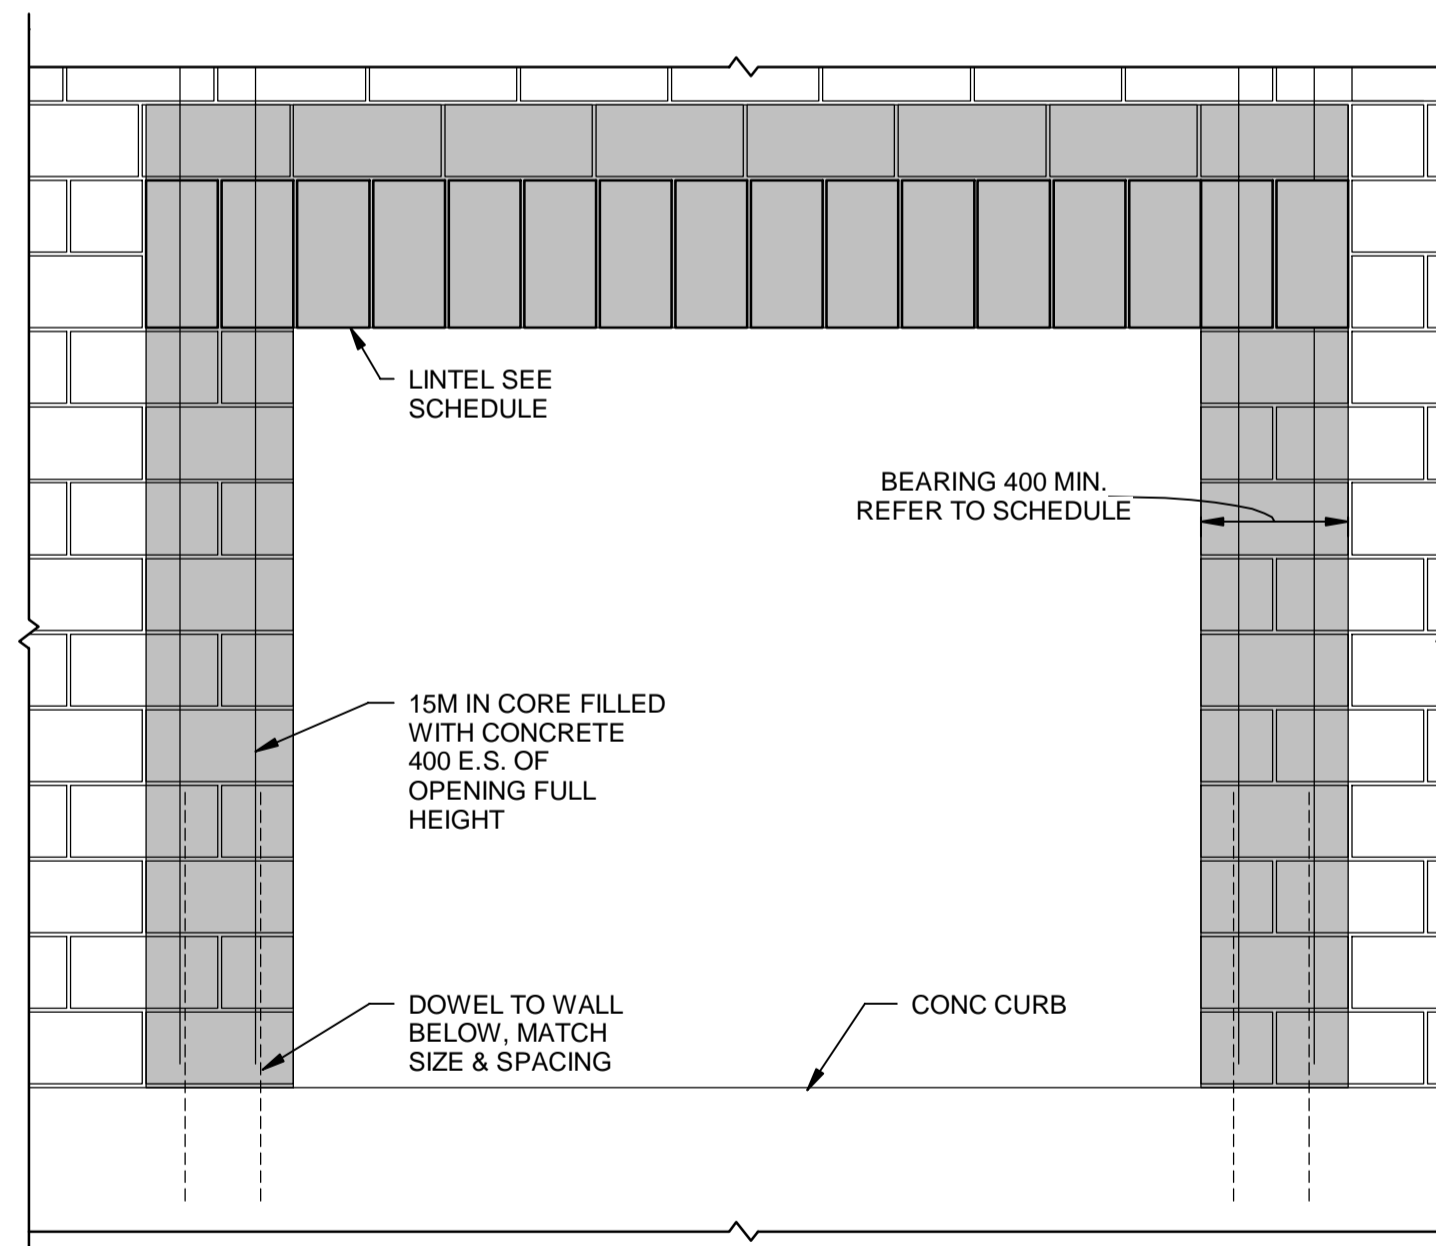 LINTEL SEE
SCHEDULE
BEARING 400 MIN.
REFER TO SCHEDULE
15M IN CORE FILLED
WITH CONCRETE
400 E.S. OF
OPENING FULL
HEIGHT
DOWEL TO WALL
BELOW, MATCH
SIZE & SPACING
CONC CURB